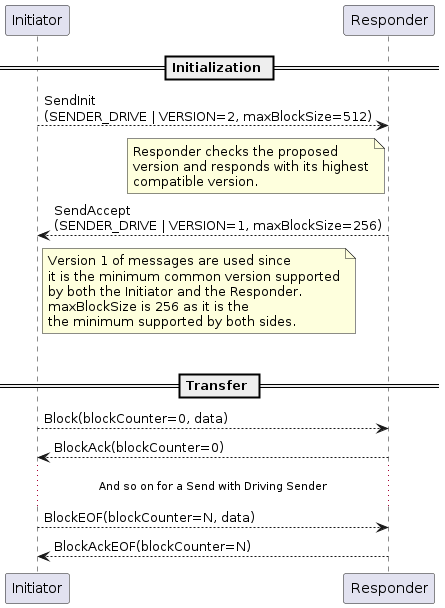 Initiator
Responder
Initialization
SendInit
(SENDER_DRIVE | VERSION=2, maxBlockSize=512)
Responder checks the proposed
version and responds with its highest
compatible version.
SendAccept
(SENDER_DRIVE | VERSION=1, maxBlockSize=256)
Version 1 of messages are used since
it is the minimum common version supported
by both the Initiator and the Responder.
maxBlockSize is 256 as it is the
the minimum supported by both sides.
Transfer
Block(blockCounter=0, data)
BlockAck(blockCounter=0)
And so on for a Send with Driving Sender
BlockEOF(blockCounter=N, data)
BlockAckEOF(blockCounter=N)
Initiator
Responder